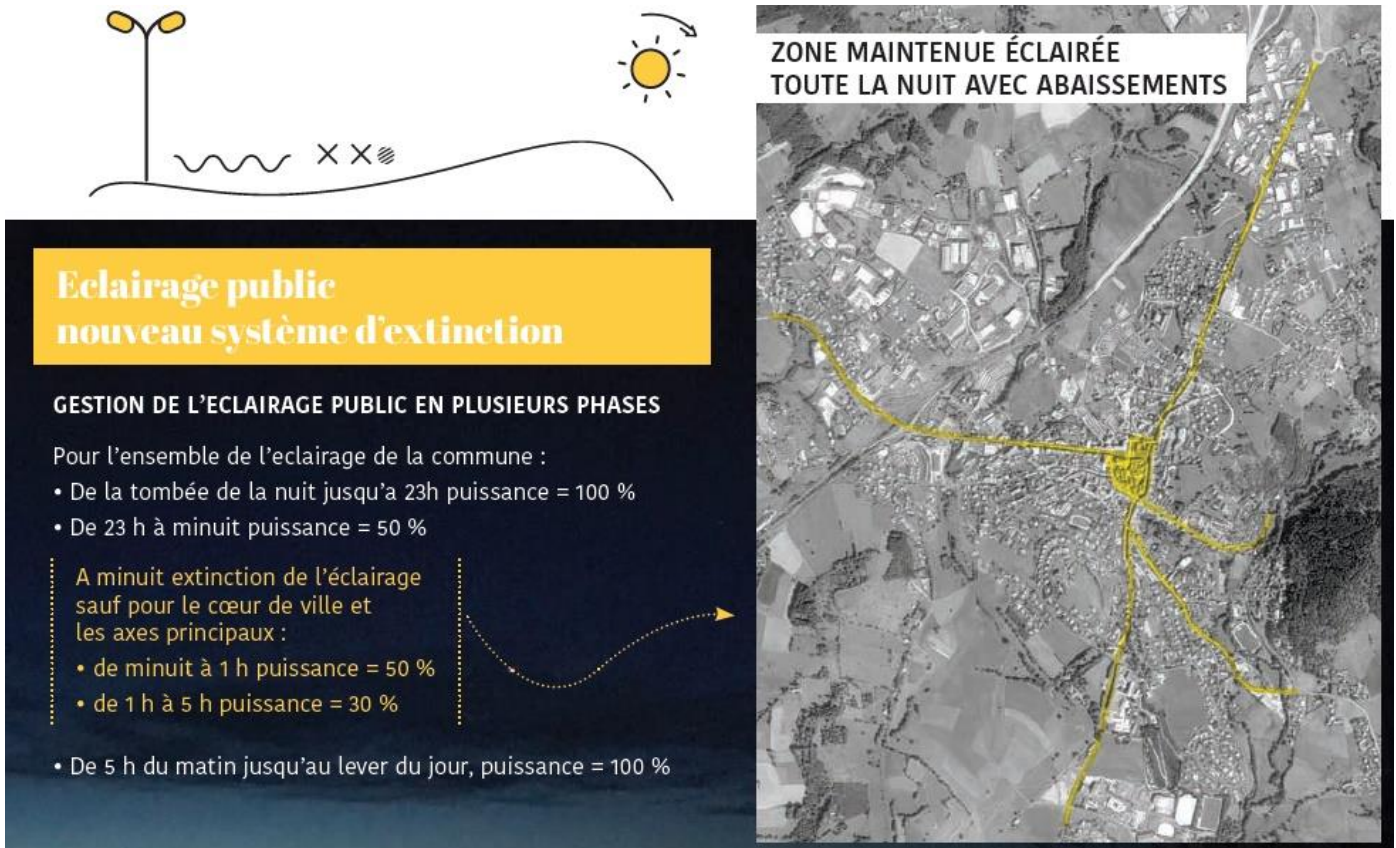 ZONE MAINTENUE ÉCLAIRÉE
TOUTE LA NUIT AVEC ABAISSEMENTS
Eclairage public
nouveau système d'extinction
GESTION DE L'ECLAIRAGE PUBLIC EN PLUSIEURS PHASES
Pour l'ensemble de l'eclairage de la commune :
• De la tombée de la nuit jusqu'a 23h puissance = 100 %
• De 23 h à minuit puissance = 50 %
A minuit extinction de l'éclairage
sauf pour le cœur de ville et
les axes principaux :
• de minuit à 1 h puissance = 50 %
• de 1 h à 5 h puissance = 30 %
• De 5 h du matin jusqu'au lever du jour, puissance = 100 %